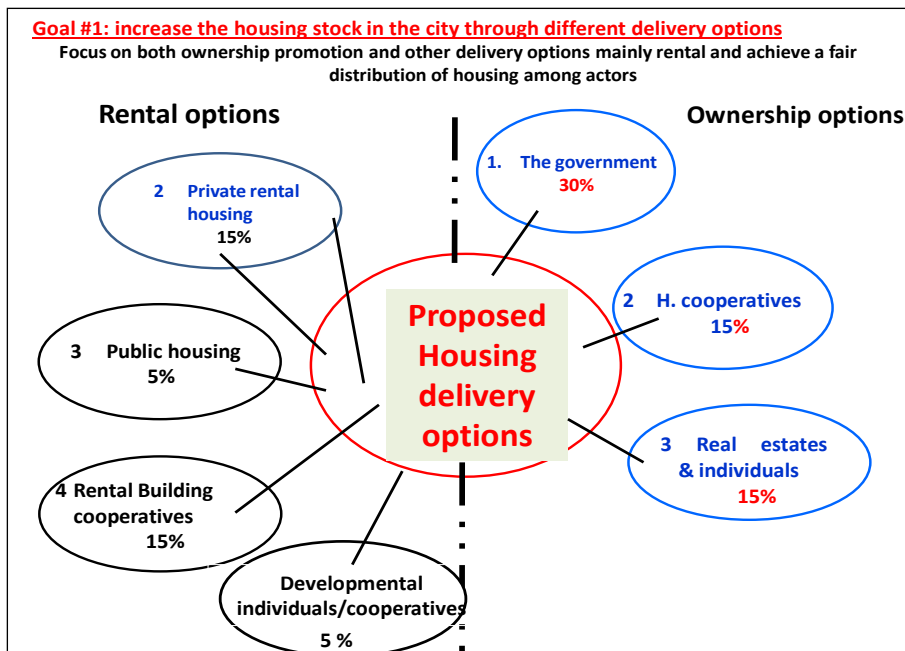 Goal #1: increase the housing stock in the city through different delivery options
Focus on both ownership promotion and other delivery options mainly rental and achieve a fair
distribution of housing among actors
Rental options
Ownership options
1. The government
30%
2 Private rental
housing
15%
2 H. cooperatives
15%
3 Public housing
5%
Proposed
Housing
delivery
options
3 Real estates
& individuals
15%
4 Rental Building
cooperatives
15%
Developmental
individuals/cooperatives
5 %